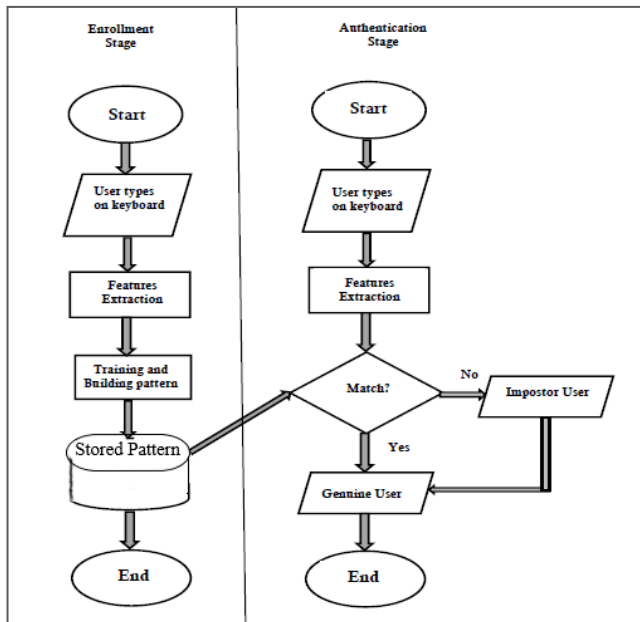 Enrollment
Stage
Start
User types
on keyboard
Features
Extraction
Training and
Building pattern
Stored Pattern
End
Authentication
Stage
Start
User types
on keyboard
Features
Extraction
Match?
No
Impostor User
Yes
Genuine User
End